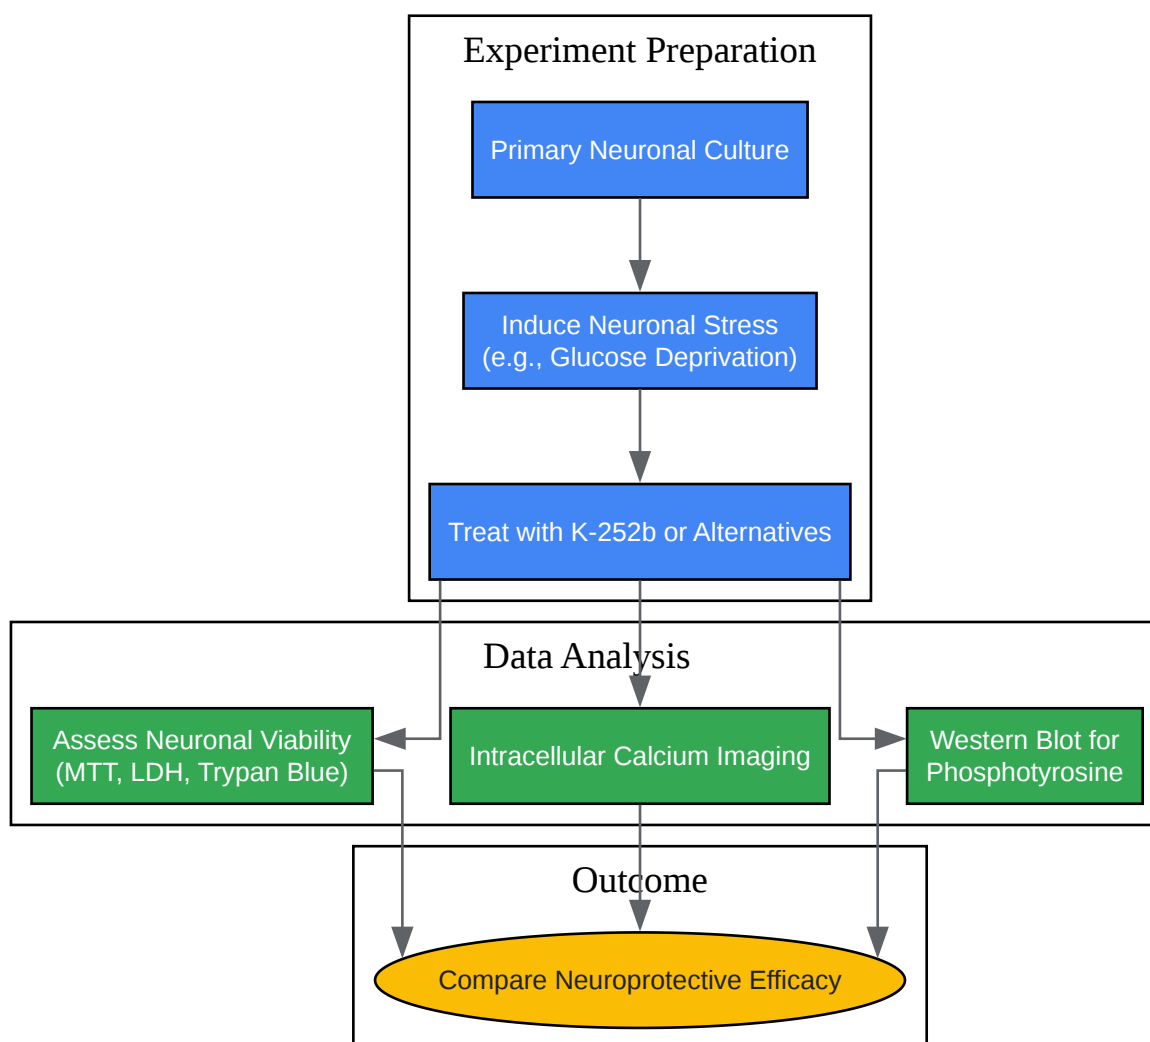 Experiment Preparation
Primary Neuronal Culture
Induce Neuronal Stress
(e.g., Glucose Deprivation)
Treat with K-252b or Alternatives
Data Analysis
Assess Neuronal Viability
(MTT, LDH, Trypan Blue)
Intracellular Calcium Imaging
Western Blot for
Phosphotyrosine
Outcome
Compare Neuroprotective Efficacy